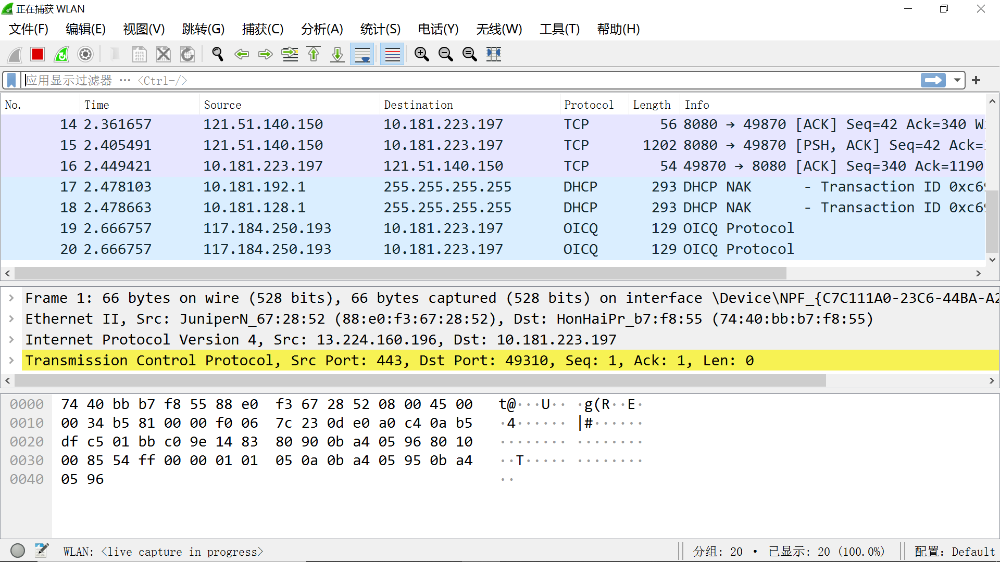 正在捕获 WLAN
文件(F) 编辑(E) 视图(V) 跳转(G) 捕获(C) 分析(A) 统计(S) 电话(Y) 无线(W) 工具(T) 帮助(H)
应用显示过滤器 … <Ctrl-/>
No. Time Source Destination Protocol Length Info
14 2.361657 121.51.140.150 10.181.223.197 TCP 56 8080 → 49870 [ACK] Seq=42 Ack=340
15 2.405491 121.51.140.150 10.181.223.197 TCP 1202 8080 → 49870 [PSH, ACK] Seq=42 Ack=
16 2.449421 10.181.223.197 121.51.140.150 TCP 54 49870 → 8080 [ACK] Seq=340 Ack=1190
17 2.478103 10.181.192.1 255.255.255.255 DHCP 293 DHCP NAK - Transaction ID 0xc6
18 2.478663 10.181.128.1 255.255.255.255 DHCP 293 DHCP NAK - Transaction ID 0xc6
19 2.666757 117.184.250.193 10.181.223.197 OICQ 129 OICQ Protocol
20 2.666757 117.184.250.193 10.181.223.197 OICQ 129 OICQ Protocol
Frame 1: 66 bytes on wire (528 bits), 66 bytes captured (528 bits) on interface \Device\NPF_{C7C111A0-23C6-44BA-A2
Ethernet II, Src: JuniperN_67:28:52 (88:e0:f3:67:28:52), Dst: HonHaiPr_b7:f8:55 (74:40:bb:b7:f8:55)
Internet Protocol Version 4, Src: 13.224.160.196, Dst: 10.181.223.197
Transmission Control Protocol, Src Port: 443, Dst Port: 49310, Seq: 1, Ack: 1, Len: 0
0000 74 40 bb b7 f8 55 88 e0 f3 67 28 52 08 00 45 00 t@···U·· ·g(R··E·
0010 00 34 b5 81 00 00 f0 06 7c 23 0d e0 a0 c4 0a b5 ·4······ |#······
0020 df c5 01 bb c0 9e 14 83 80 90 0b a4 05 96 80 10 ········ ········
0030 00 85 54 ff 00 00 01 01 05 0a 0b a4 05 95 0b a4 ··T····· ········
0040 05 96 ··
WLAN: <live capture in progress> 分组: 20 · 已显示: 20 (100.0%) 配置: Default